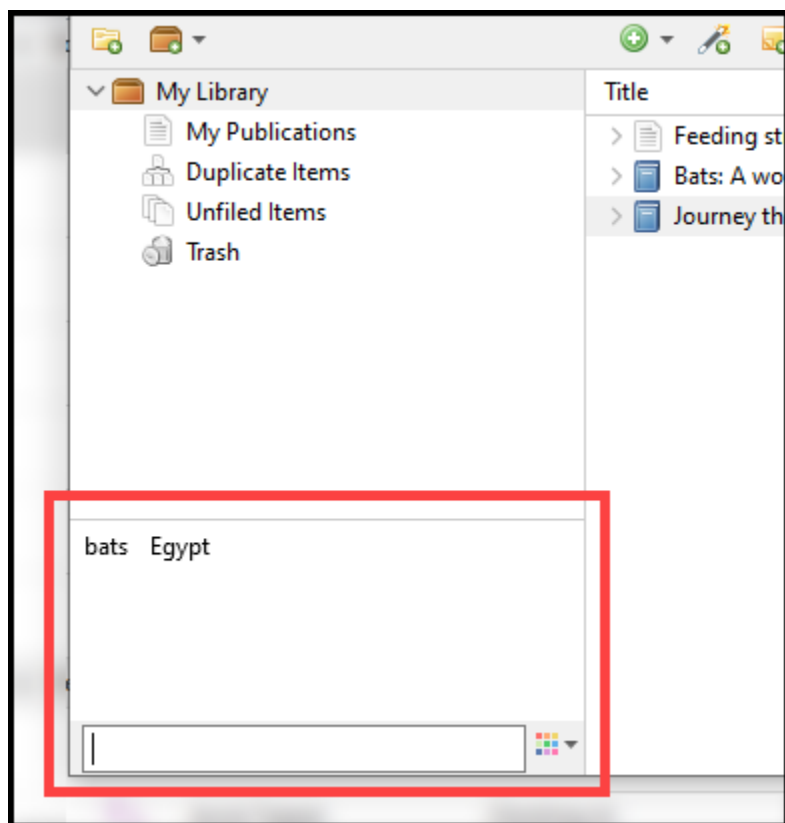 My Library
My Publications
Duplicate Items
Unfiled Items
Trash
Title
Feeding st
Bats: A wo
Journey th
bats Egypt